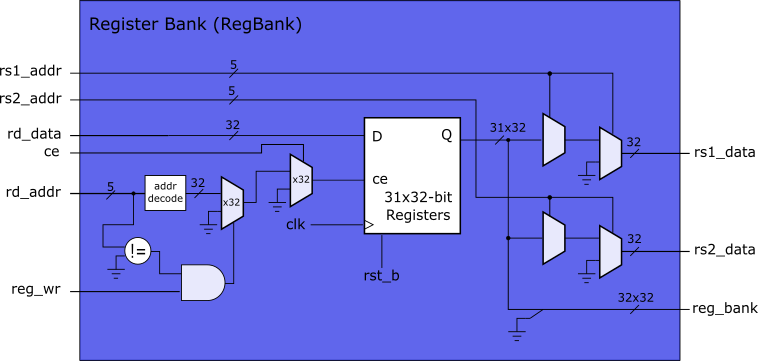 Register Bank (RegBank)
rs1_addr
5
rs2_addr
5
rd_data
32
D
Q
31x32
32
rs1_data
ce
rd_addr
5
addr
decode
32
x32
x32
ce
31x32-bit
Registers
clk
rst_b
!=
reg_wr
32
rs2_data
32x32
reg_bank